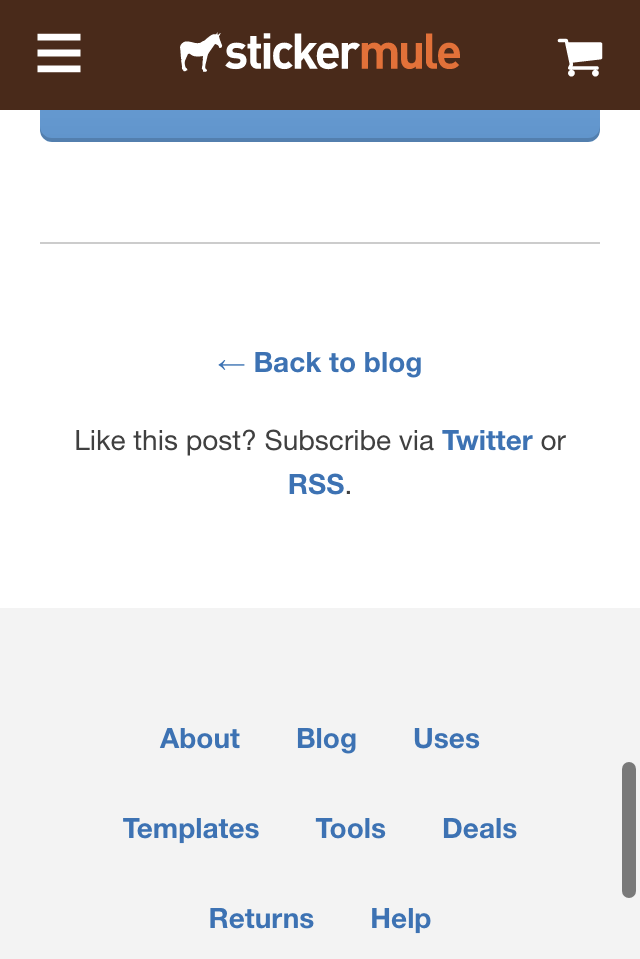 stickermule
← Back to blog
Like this post? Subscribe via Twitter or
RSS.
About Blog Uses
Templates Tools Deals
Returns Help